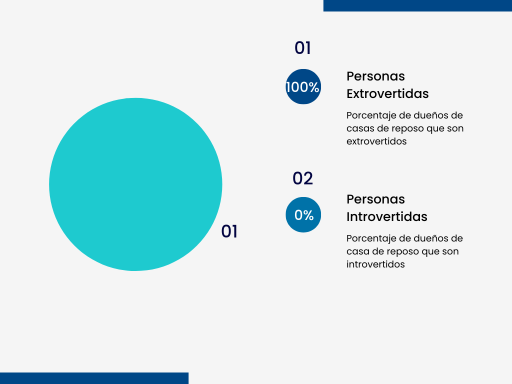 01
100%
Personas
Extrovertidas
Porcentaje de dueños de
casas de reposo que son
extrovertidos
02
0%
Personas
Introvertidas
Porcentaje de dueños de
casa de reposo que son
introvertidos
01